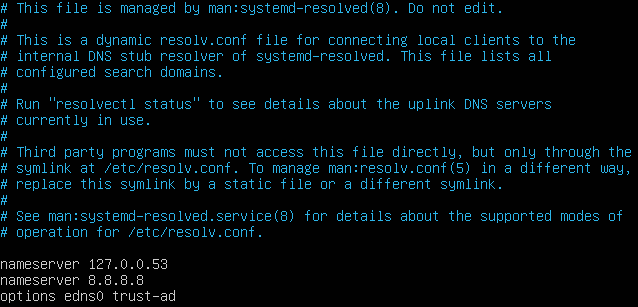 # This file is managed by man:systemd-resolved(8). Do not edit.
#
# This is a dynamic resolv.conf file for connecting local clients to the
# internal DNS stub resolver of systemd-resolved. This file lists all
# configured search domains.
#
# Run "resolvectl status" to see details about the uplink DNS servers
# currently in use.
#
# Third party programs must not access this file directly, but only through the
# symlink at /etc/resolv.conf. To manage man:resolv.conf(5) in a different way,
# replace this symlink by a static file or a different symlink.
#
# See man:systemd-resolved.service(8) for details about the supported modes of
# operation for /etc/resolv.conf.
nameserver 127.0.0.53
nameserver 8.8.8.8
options edns0 trust-ad